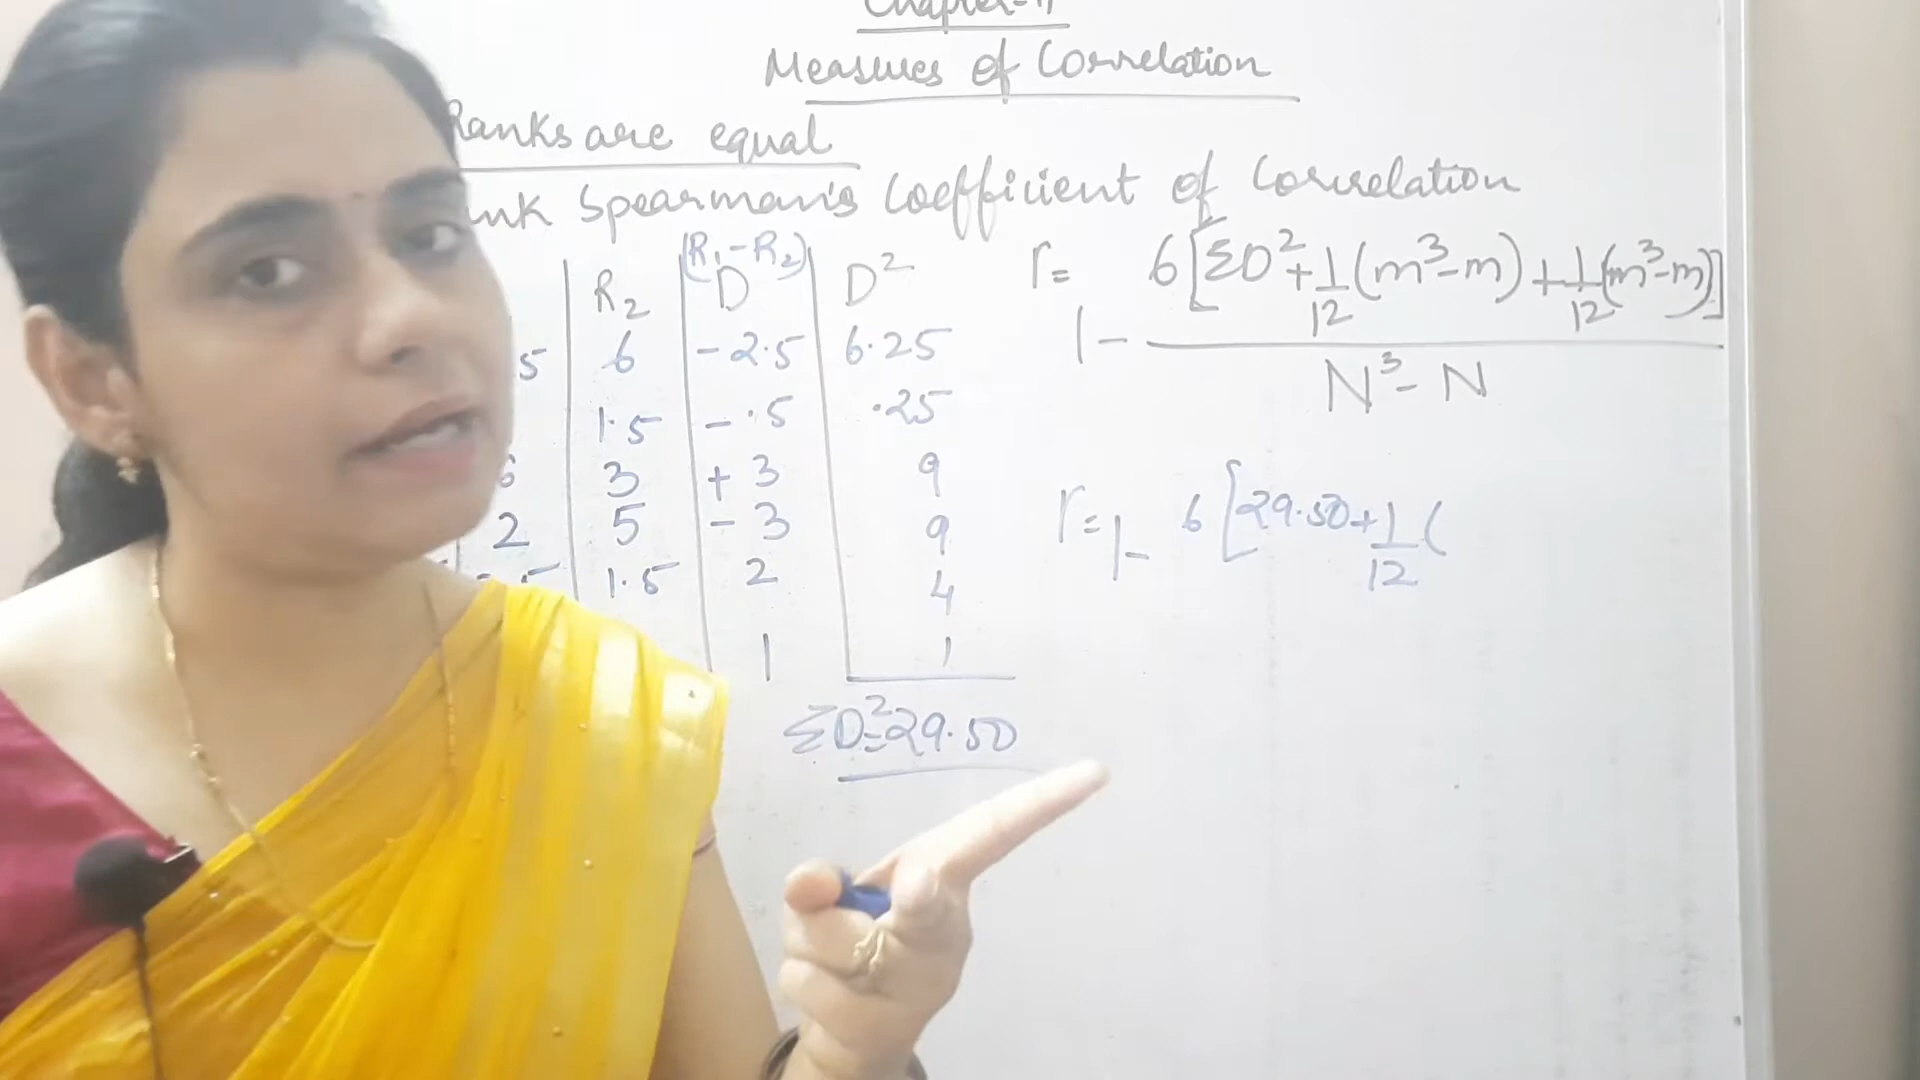 Measures of Correlation
Ranks are equal
Spearman's Coefficient of Correlation
R₂ (R₁-R₂) D D²
5 6 -2.5 6.25
1.5 -.5 .25
6 3 +3 9
2 5 -3 9
1.5 2 4
1 1
ΣD²=29.50
r= 1- 6[ΣD²+1/12(m³-m)+1/12(m³-m)]
N³-N
r=1- 6[29.50+1/12(